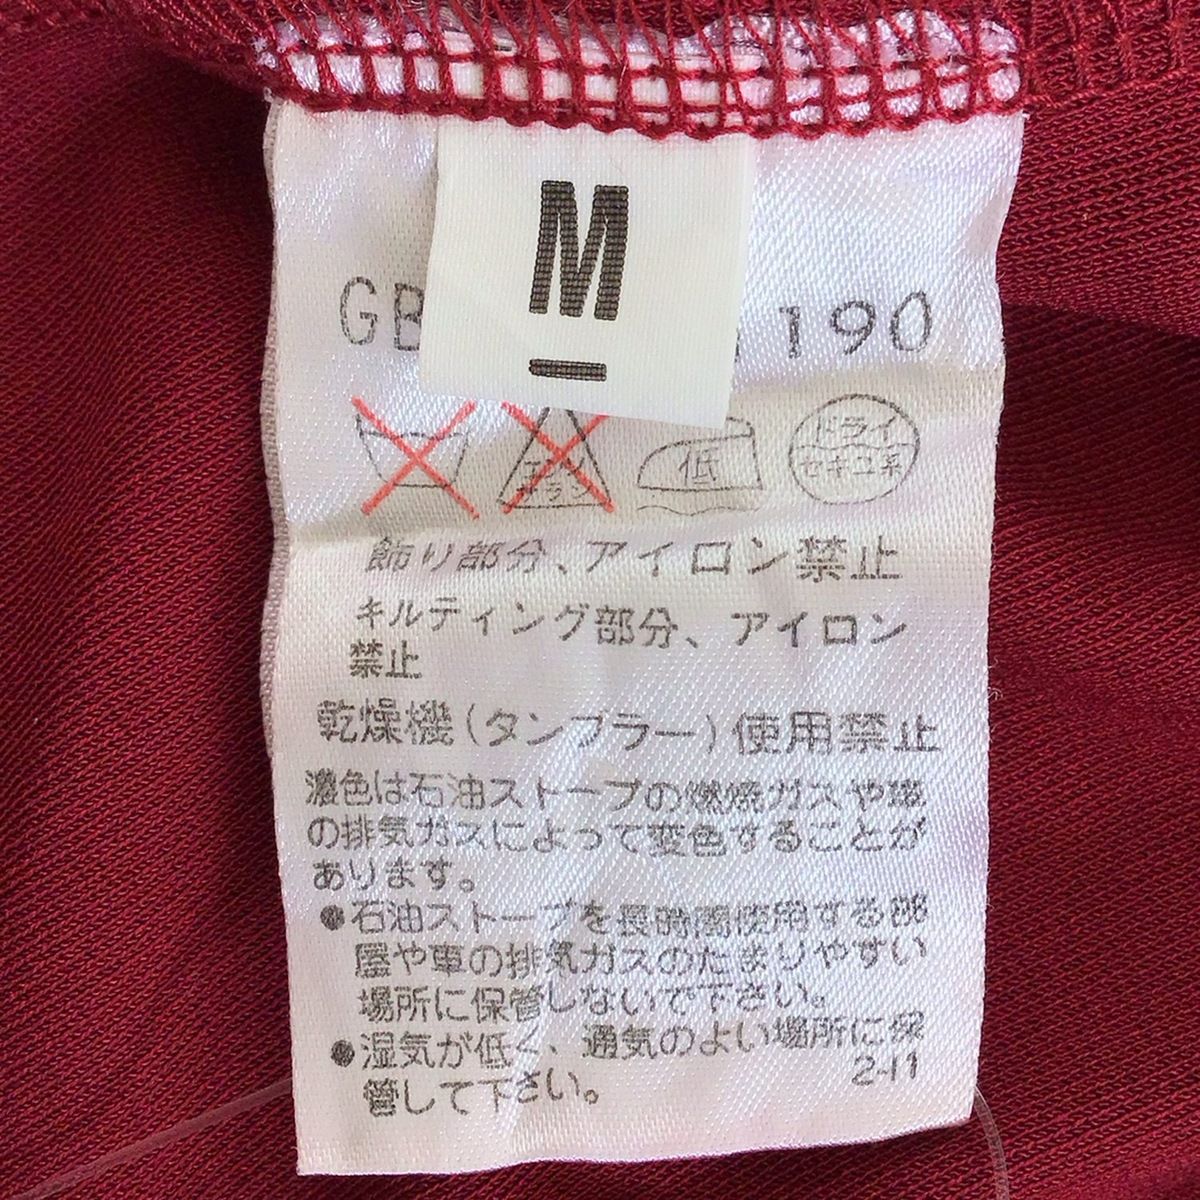 M
GB 190
エンソ サラシ 低 ドライ
セキユ系
飾り部分、アイロン禁止
キルティング部分、アイロン
禁止
乾燥機(タンブラー)使用禁止
濃色は石油ストーブの燃焼ガスや車
の排気ガスによって変色することが
あります。
●石油ストーブを長時間使用する部
屋や車の排気ガスのたまりやすい
場所に保管しないで下さい。
●湿気が低く、通気のよい場所に保
管して下さい。
2-11